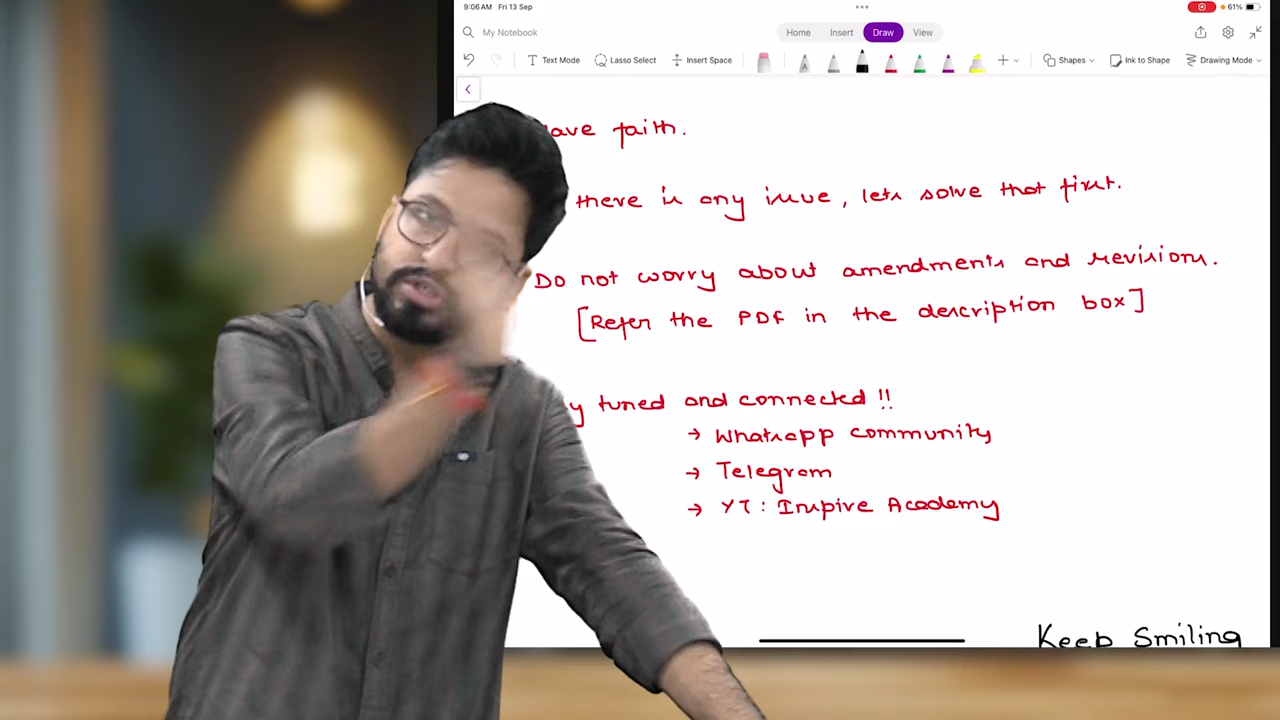 9:06 AM Fri 13 Sep
61%
My Notebook
Home Insert Draw View
Text Mode Lasso Select Insert Space Shapes Ink to Shape Drawing Mode
ave faith.
there is any issue, lets solve that first.
Do not worry about amendments and revisions.
[Refer the PDF in the description box]
y tuned and connected !!
→ Whatsapp community
→ Telegram
→ YT: Inspire Academy
Keep Smiling